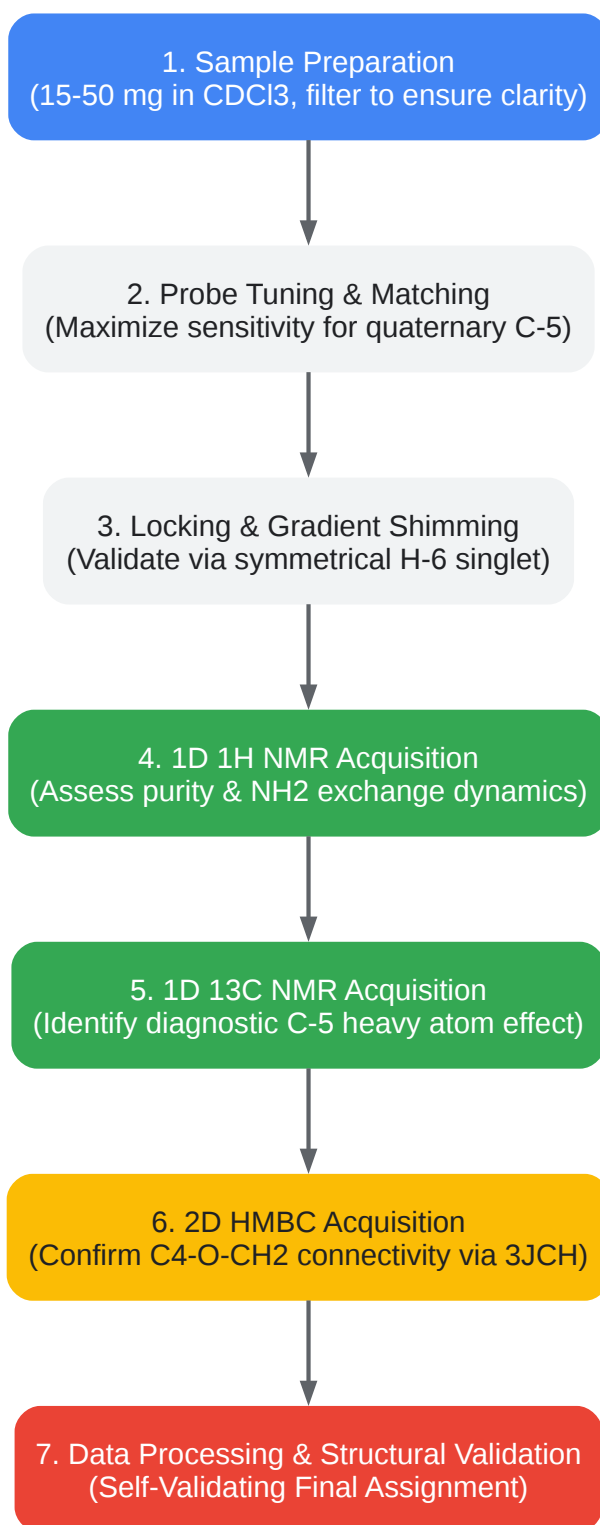 1. Sample Preparation
(15-50 mg in CDCl3, filter to ensure clarity)
2. Probe Tuning & Matching
(Maximize sensitivity for quaternary C-5)
3. Locking & Gradient Shimming
(Validate via symmetrical H-6 singlet)
4. 1D 1H NMR Acquisition
(Assess purity & NH2 exchange dynamics)
5. 1D 13C NMR Acquisition
(Identify diagnostic C-5 heavy atom effect)
6. 2D HMBC Acquisition
(Confirm C4-O-CH2 connectivity via 3JCH)
7. Data Processing & Structural Validation
(Self-Validating Final Assignment)